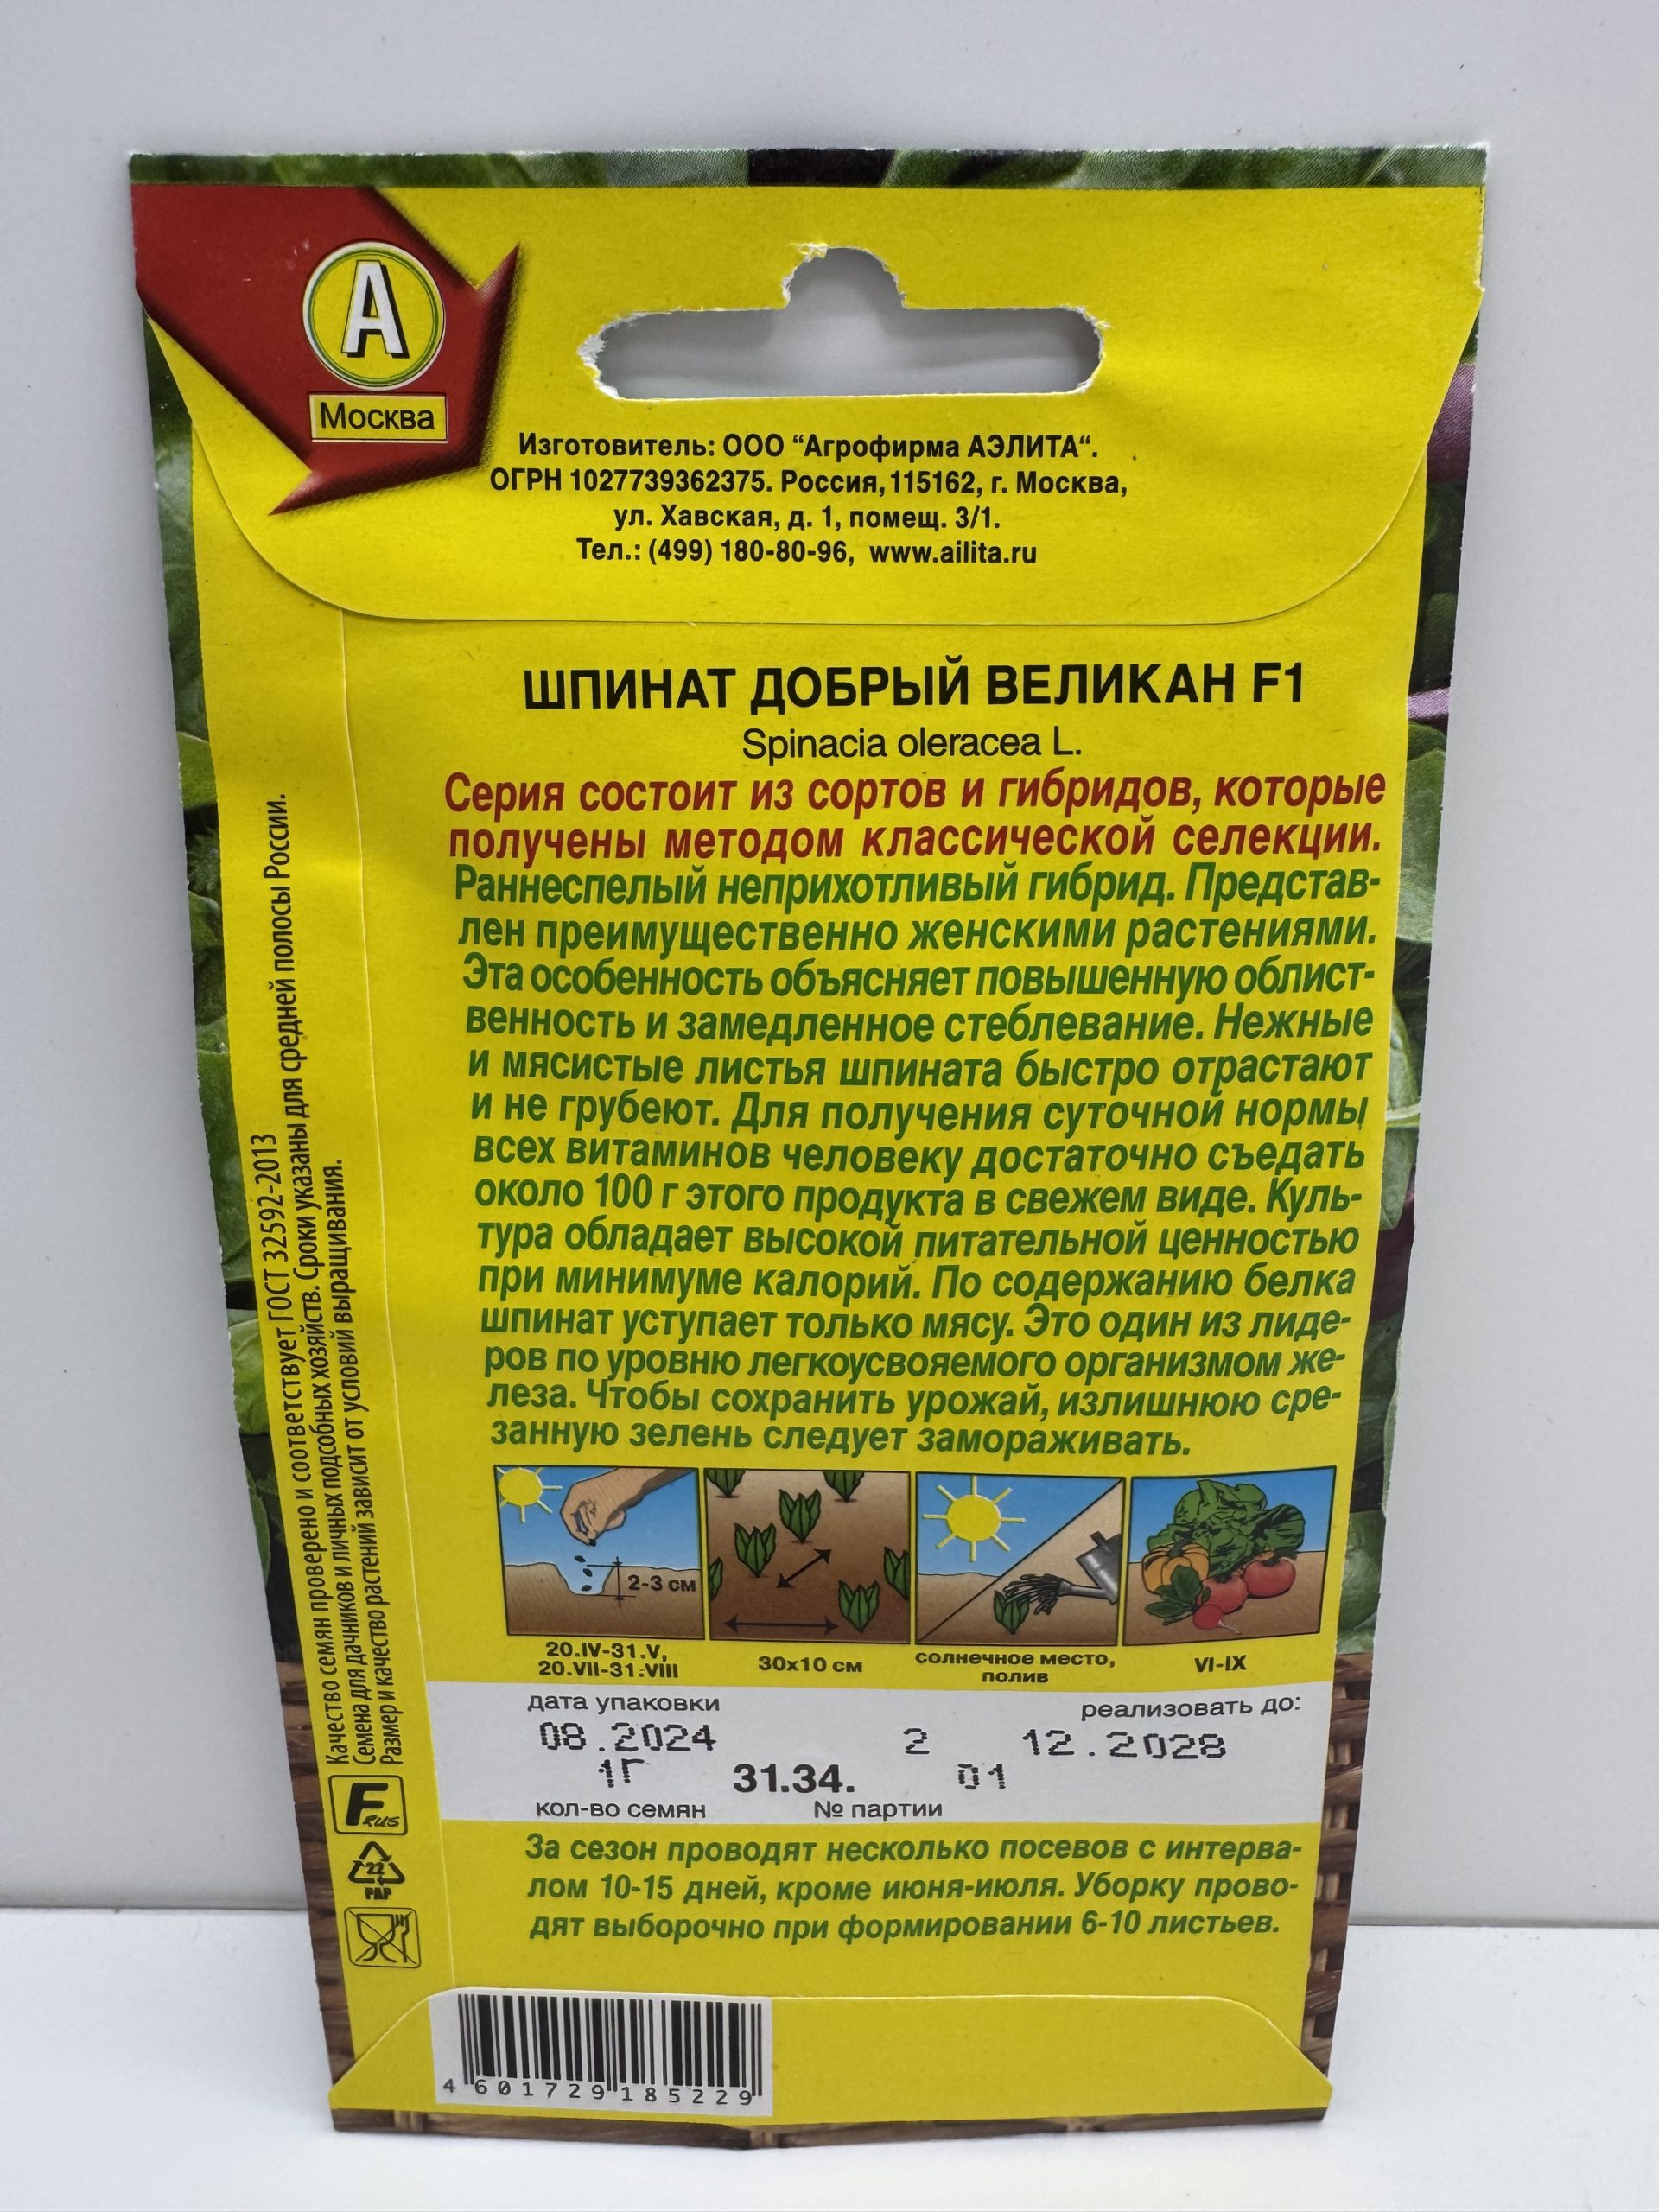 А
Москва
Изготовитель: ООО “Агрофирма АЭЛИТА“.
ОГРН 1027739362375. Россия, 115162, г. Москва,
ул. Хавская, д. 1, помещ. 3/1.
Тел.: (499) 180-80-96, www.ailita.ru
ШПИНАТ ДОБРЫЙ ВЕЛИКАН F1
Spinacia oleracea L.
Серия состоит из сортов и гибридов, которые
получены методом классической селекции.
Раннеспелый неприхотливый гибрид. Представ-
лен преимущественно женскими растениями.
Эта особенность объясняет повышенную облист-
венность и замедленное стеблевание. Нежные
и мясистые листья шпината быстро отрастают
и не грубеют. Для получения суточной нормы
всех витаминов человеку достаточно съедать
около 100 г этого продукта в свежем виде. Куль-
тура обладает высокой питательной ценностью
при минимуме калорий. По содержанию белка
шпинат уступает только мясу. Это один из лиде-
ров по уровню легкоусвояемого организмом же-
леза. Чтобы сохранить урожай, излишнюю сре-
занную зелень следует замораживать.
2-3 см
20.IV-31.V,
20.VII-31.VIII
30х10 см
солнечное место,
полив
VI-IX
дата упаковки
реализовать до:
08.2024 2 12.2028
1Г 31.34. 01
кол-во семян № партии
За сезон проводят несколько посевов с интерва-
лом 10-15 дней, кроме июня-июля. Уборку прово-
дят выборочно при формировании 6-10 листьев.
Качество семян проверено и соответствует ГОСТ 32592-2013
Семена для дачников и личных подсобных хозяйств. Сроки указаны для средней полосы России.
Размер и качество растений зависит от условий выращивания.
F RUS
22
PAP
4 601729 185229